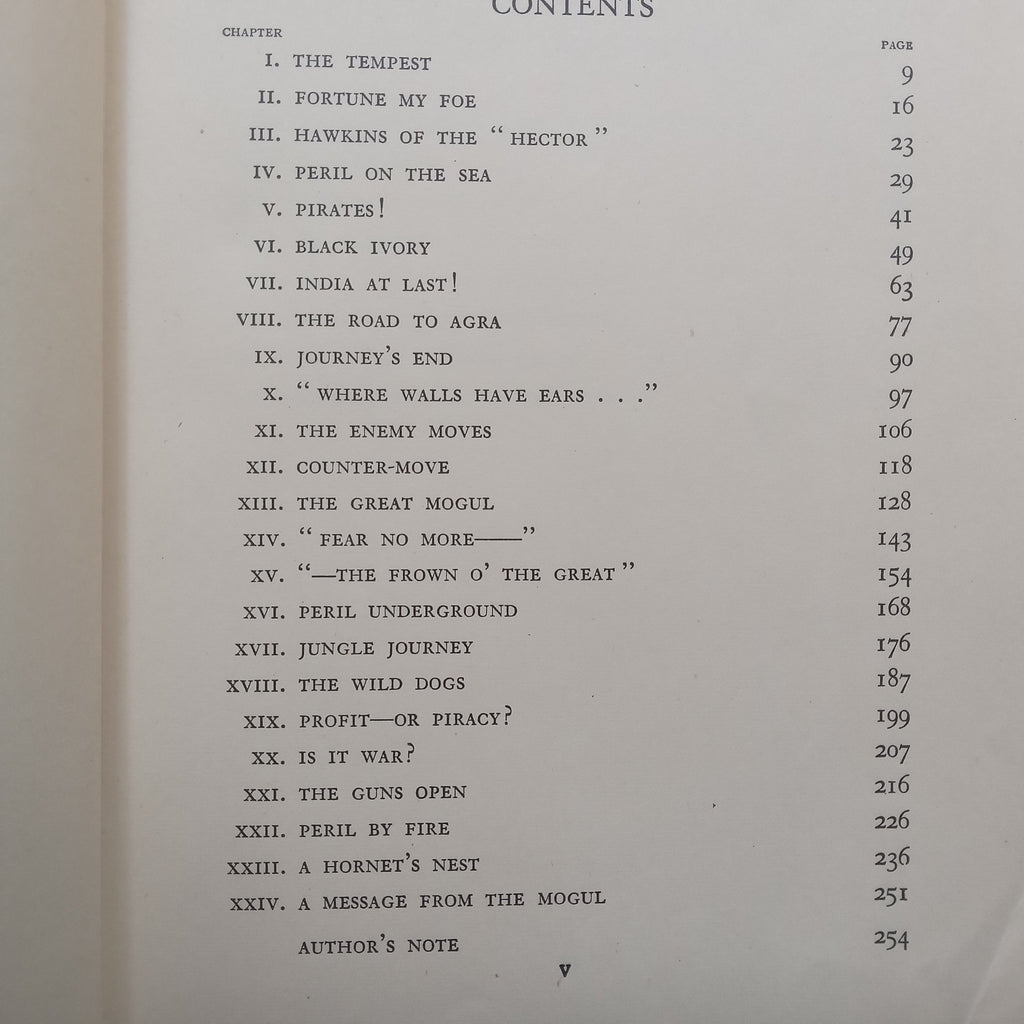 CONTENTS
CHAPTER PAGE
I. THE TEMPEST 9
II. FORTUNE MY FOE 16
III. HAWKINS OF THE “ HECTOR ” 23
IV. PERIL ON THE SEA 29
V. PIRATES! 41
VI. BLACK IVORY 49
VII. INDIA AT LAST! 63
VIII. THE ROAD TO AGRA 77
IX. JOURNEY’S END 90
X. “ WHERE WALLS HAVE EARS . . .” 97
XI. THE ENEMY MOVES 106
XII. COUNTER-MOVE 118
XIII. THE GREAT MOGUL 128
XIV. “ FEAR NO MORE——” 143
XV. “—THE FROWN O’ THE GREAT ” 154
XVI. PERIL UNDERGROUND 168
XVII. JUNGLE JOURNEY 176
XVIII. THE WILD DOGS 187
XIX. PROFIT—OR PIRACY? 199
XX. IS IT WAR? 207
XXI. THE GUNS OPEN 216
XXII. PERIL BY FIRE 226
XXIII. A HORNET’S NEST 236
XXIV. A MESSAGE FROM THE MOGUL 251
AUTHOR’S NOTE 254
V